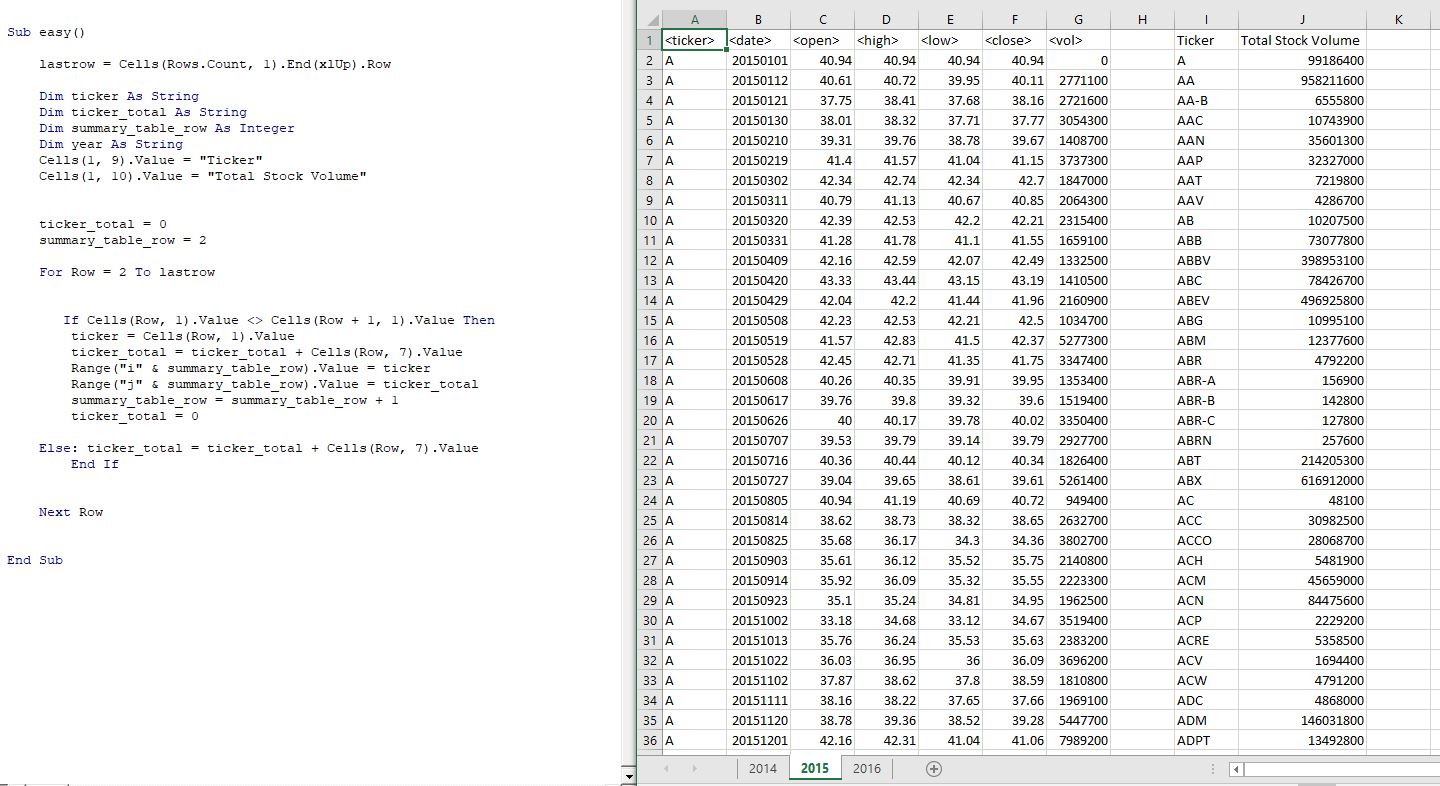 Sub easy()
lastrow = Cells(Rows.Count, 1).End(xlUp).Row
Dim ticker As String
Dim ticker_total As String
Dim summary_table_row As Integer
Dim year As String
Cells(1, 9).Value = "Ticker"
Cells(1, 10).Value = "Total Stock Volume"
ticker_total = 0
summary_table_row = 2
For Row = 2 To lastrow
If Cells(Row, 1).Value <> Cells(Row + 1, 1).Value Then
ticker = Cells(Row, 1).Value
ticker_total = ticker_total + Cells(Row, 7).Value
Range("i" & summary_table_row).Value = ticker
Range("j" & summary_table_row).Value = ticker_total
summary_table_row = summary_table_row + 1
ticker_total = 0
Else: ticker_total = ticker_total + Cells(Row, 7).Value
End If
Next Row
End Sub
A B C D E F G H I J K
1 <ticker> <date> <open> <high> <low> <close> <vol> Ticker Total Stock Volume
2 A 20150101 40.94 40.94 40.94 40.94 0 A 99186400
3 A 20150112 40.61 40.72 39.95 40.11 2771100 AA 958211600
4 A 20150121 37.75 38.41 37.68 38.16 2721600 AA-B 6555800
5 A 20150130 38.01 38.32 37.71 37.77 3054300 AAC 10743900
6 A 20150210 39.31 39.76 38.78 39.67 1408700 AAN 35601300
7 A 20150219 41.4 41.57 41.04 41.15 3737300 AAP 32327000
8 A 20150302 42.34 42.74 42.34 42.7 1847000 AAT 7219800
9 A 20150311 40.79 41.13 40.67 40.85 2064300 AAV 4286700
10 A 20150320 42.39 42.53 42.2 42.21 2315400 AB 10207500
11 A 20150331 41.28 41.78 41.1 41.55 1659100 ABB 73077800
12 A 20150409 42.16 42.59 42.07 42.49 1332500 ABBV 398953100
13 A 20150420 43.33 43.44 43.15 43.19 1410500 ABC 78426700
14 A 20150429 42.04 42.2 41.44 41.96 2160900 ABEV 496925800
15 A 20150508 42.23 42.53 42.21 42.5 1034700 ABG 10995100
16 A 20150519 41.57 42.83 41.5 42.37 5277300 ABM 12377600
17 A 20150528 42.45 42.71 41.35 41.75 3347400 ABR 4792200
18 A 20150608 40.26 40.35 39.91 39.95 1353400 ABR-A 156900
19 A 20150617 39.76 39.8 39.32 39.6 1519400 ABR-B 142800
20 A 20150626 40 40.17 39.78 40.02 3350400 ABR-C 127800
21 A 20150707 39.53 39.79 39.14 39.79 2927700 ABRN 257600
22 A 20150716 40.36 40.44 40.12 40.34 1826400 ABT 214205300
23 A 20150727 39.04 39.65 38.61 39.61 5261400 ABX 616912000
24 A 20150805 40.94 41.19 40.69 40.72 949400 AC 48100
25 A 20150814 38.62 38.73 38.32 38.65 2632700 ACC 30982500
26 A 20150825 35.68 36.17 34.3 34.36 3802700 ACCO 28068700
27 A 20150903 35.61 36.12 35.52 35.75 2140800 ACH 5481900
28 A 20150914 35.92 36.09 35.32 35.55 2223300 ACM 45659000
29 A 20150923 35.1 35.24 34.81 34.95 1962500 ACN 84475600
30 A 20151002 33.18 34.68 33.12 34.67 3519400 ACP 2229200
31 A 20151013 35.76 36.24 35.53 35.63 2383200 ACRE 5358500
32 A 20151022 36.03 36.95 36 36.09 3696200 ACV 1694400
33 A 20151102 37.87 38.62 37.8 38.59 1810800 ACW 4791200
34 A 20151111 38.16 38.22 37.65 37.66 1969100 ADC 4868000
35 A 20151120 38.78 39.36 38.52 39.28 5447700 ADM 146031800
36 A 20151201 42.16 42.31 41.04 41.06 7989200 ADPT 13492800
2014 2015 2016